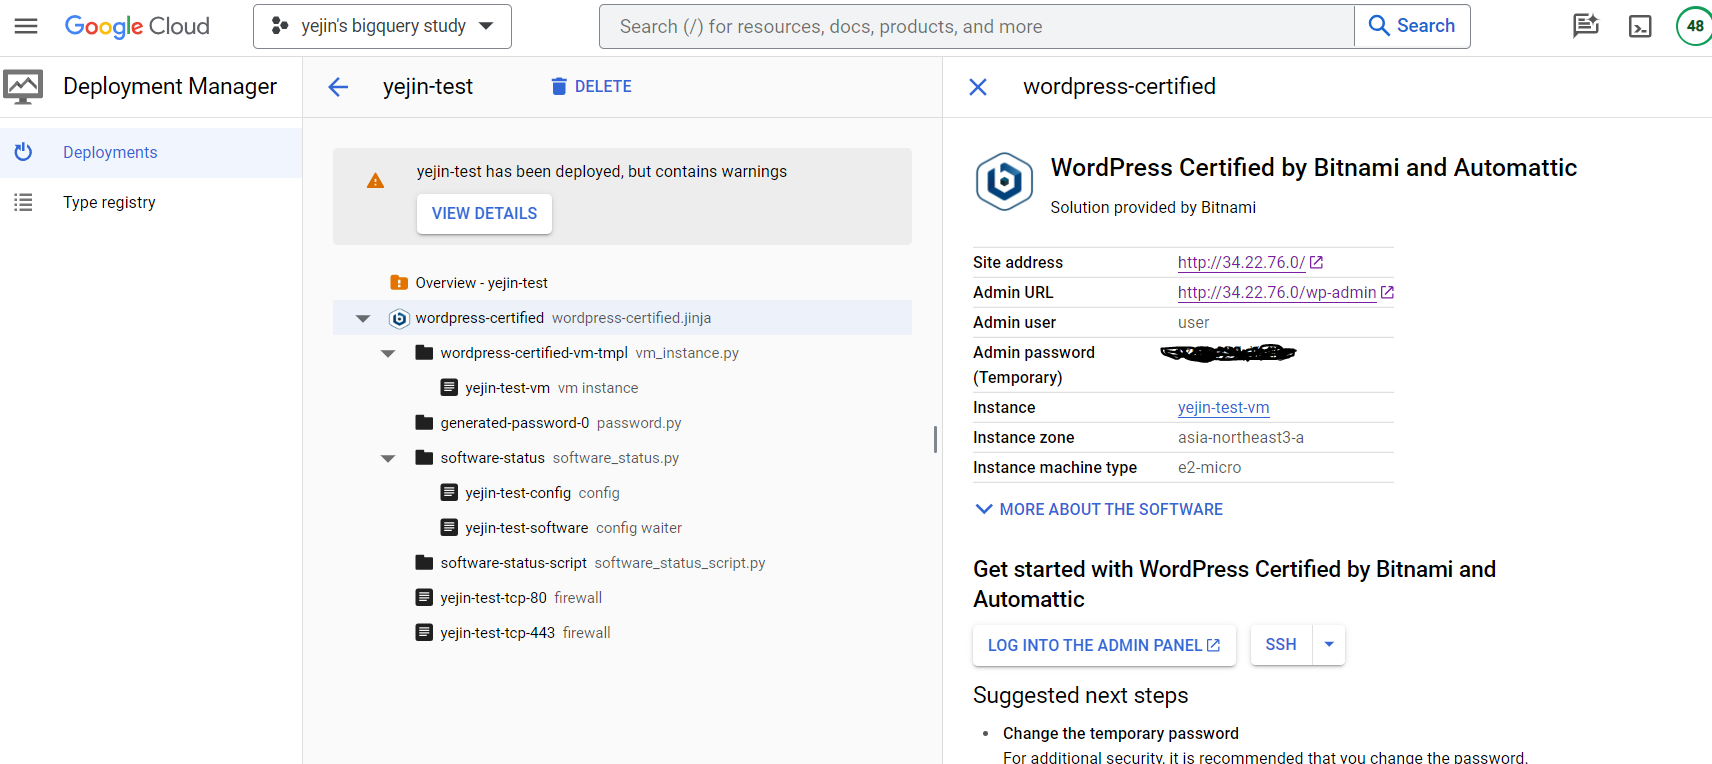 Google Cloud
yejin's bigquery study
Search (/) for resources, docs, products, and more
Search
48
Deployment Manager
yejin-test
DELETE
wordpress-certified
Deployments
Type registry
yejin-test has been deployed, but contains warnings
VIEW DETAILS
Overview - yejin-test
wordpress-certified wordpress-certified.jinja
wordpress-certified-vm-tmpl vm_instance.py
yejin-test-vm vm instance
generated-password-0 password.py
software-status software_status.py
yejin-test-config config
yejin-test-software config waiter
software-status-script software_status_script.py
yejin-test-tcp-80 firewall
yejin-test-tcp-443 firewall
WordPress Certified by Bitnami and Automattic
Solution provided by Bitnami
Site address http://34.22.76.0/
Admin URL http://34.22.76.0/wp-admin
Admin user user
Admin password
(Temporary)
Instance yejin-test-vm
Instance zone asia-northeast3-a
Instance machine type e2-micro
MORE ABOUT THE SOFTWARE
Get started with WordPress Certified by Bitnami and
Automattic
LOG INTO THE ADMIN PANEL
SSH
Suggested next steps
• Change the temporary password
For additional security, it is recommended that you change the password.